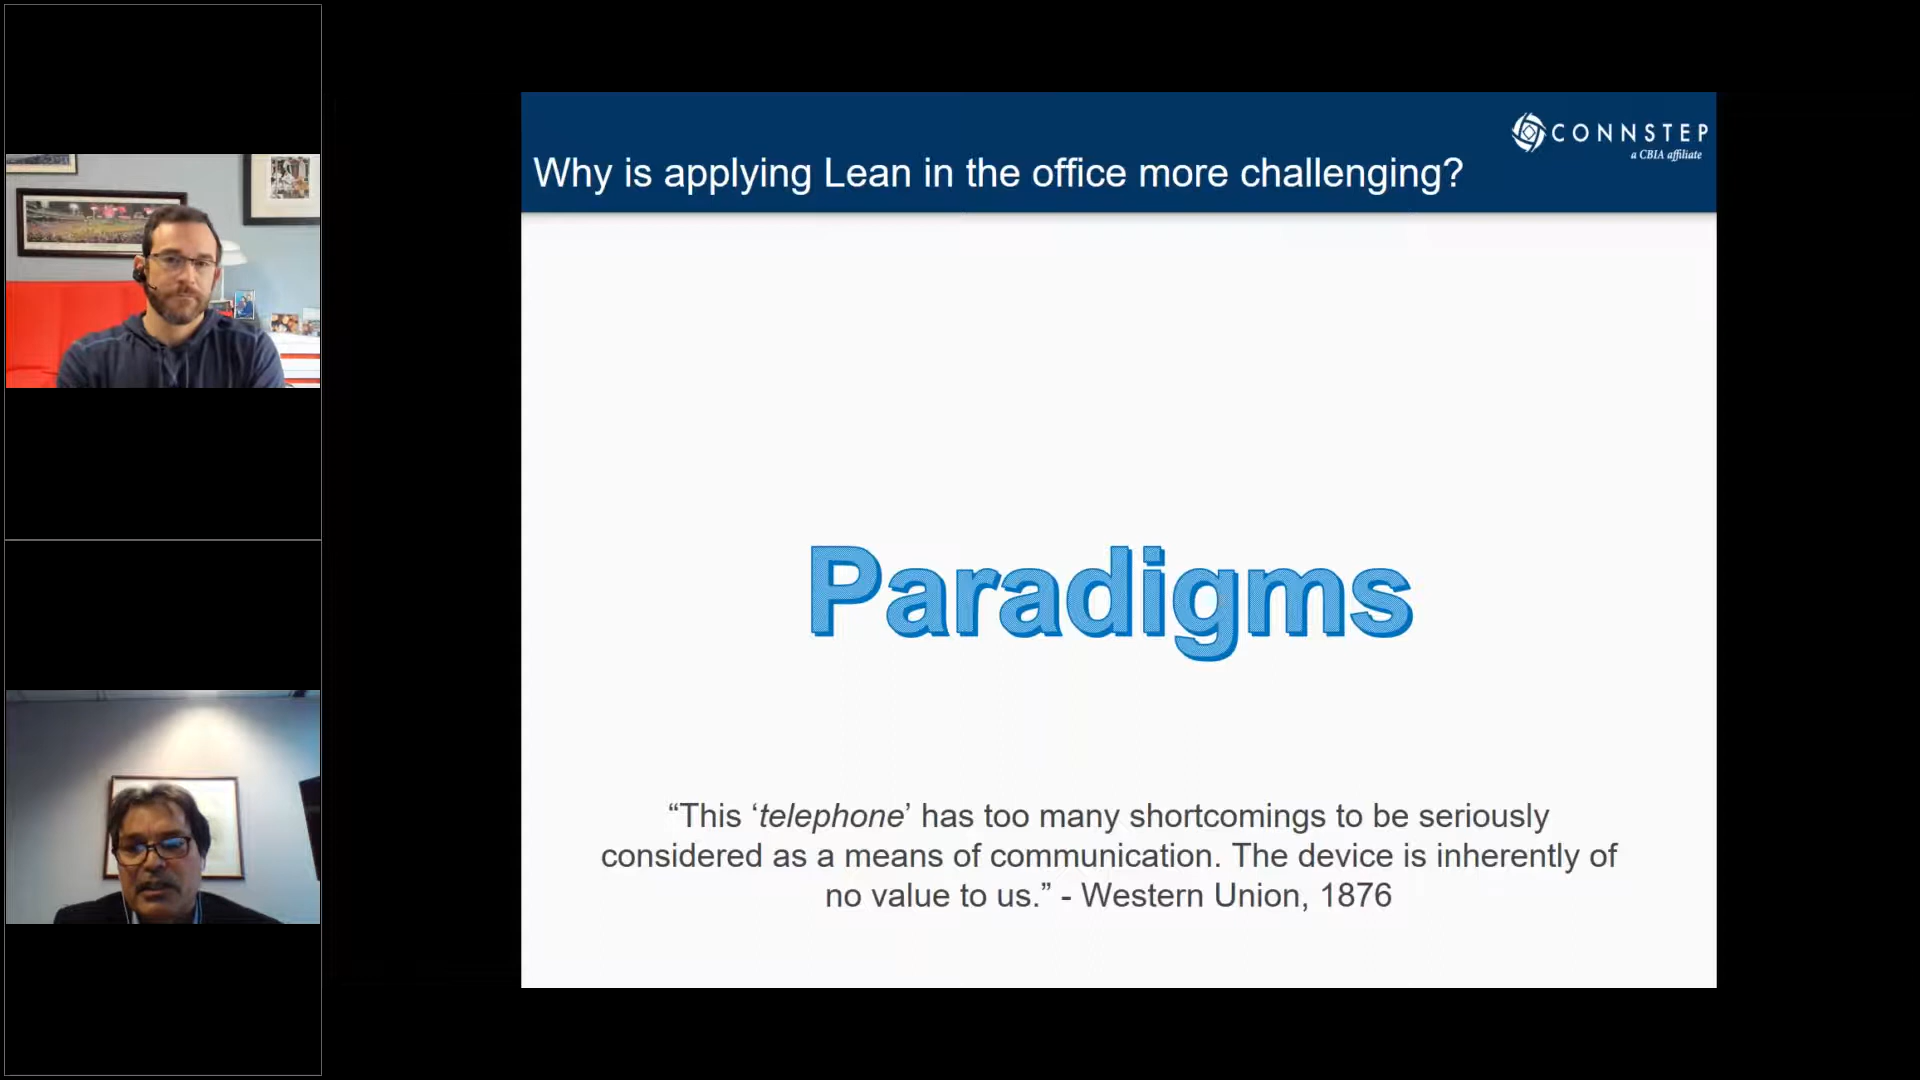 CONNSTEP
a CBIA affiliate
Why is applying Lean in the office more challenging?
Paradigms
“This ‘telephone’ has too many shortcomings to be seriously
considered as a means of communication. The device is inherently of
no value to us.” - Western Union, 1876